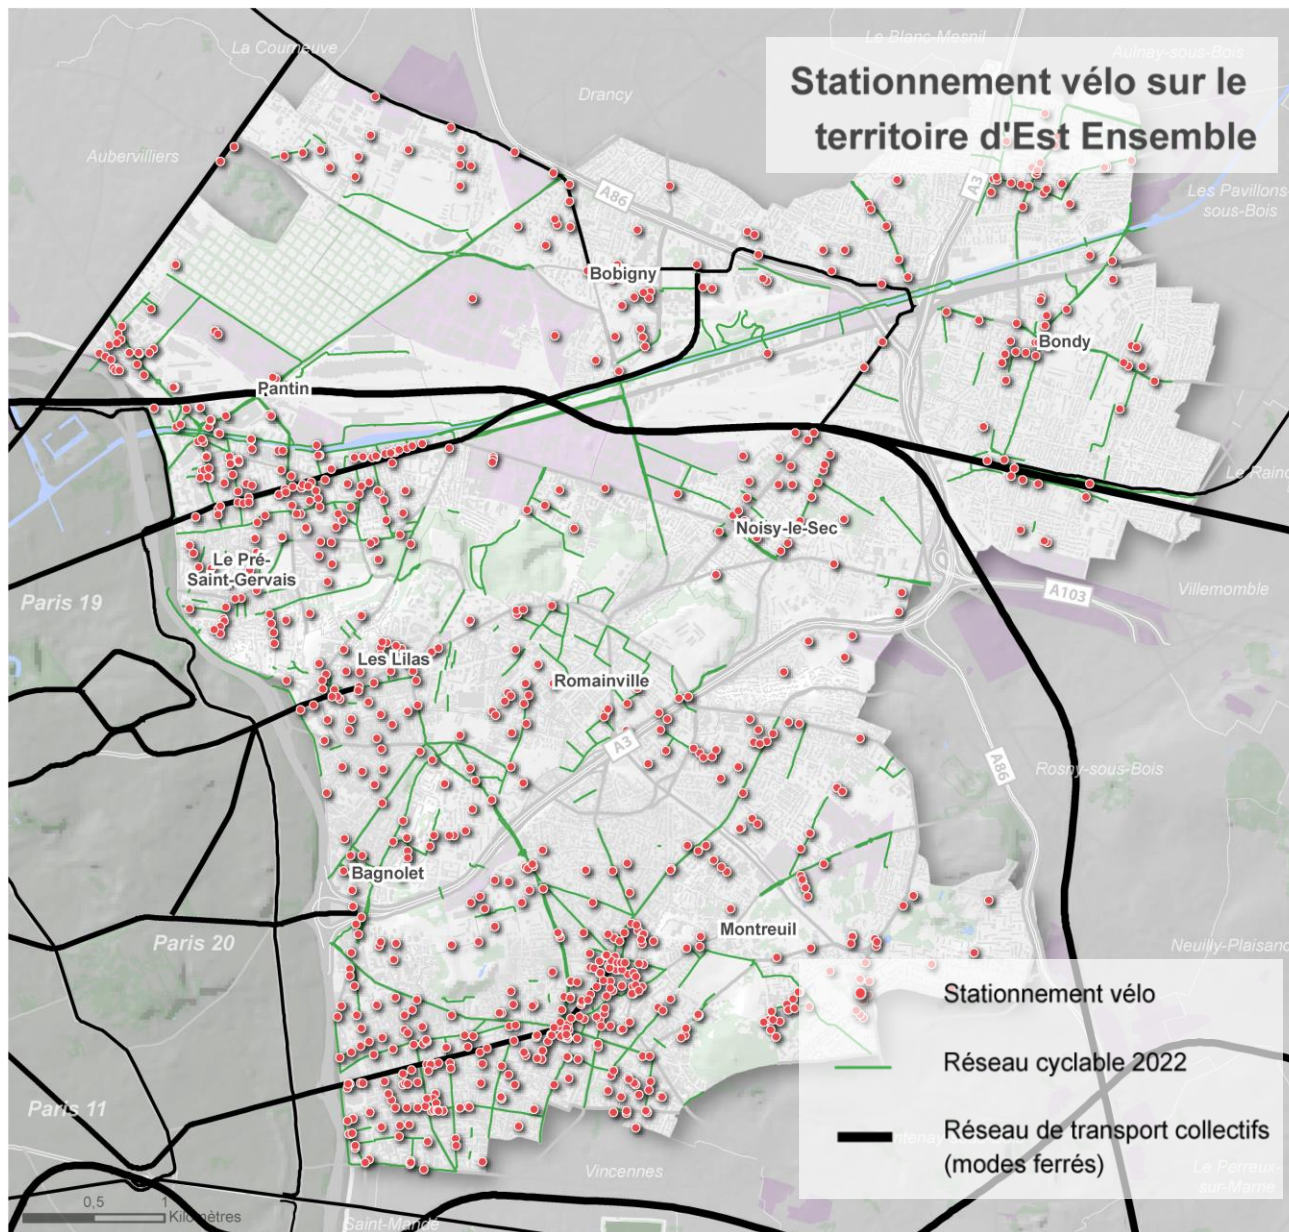 La Courneuve
Le Blanc-Mesnil
Aulnay-sous-Bois
Stationnement vélo sur le
territoire d'Est Ensemble
Drancy
Aubervilliers
A86
A3
Les Pavillons-
sous-Bois
Bobigny
Bondy
Pantin
Noisy-le-Sec
Le Pré-
Saint-Gervais
Paris 19
A103
Villemomble
Les Lilas
Romainville
A3
A86
Rosny-sous-Bois
Bagnolet
Montreuil
Paris 20
Neuilly-Plaisanc
Stationnement vélo
Réseau cyclable 2022
Paris 11
Réseau de transport collectifs
(modes ferrés)
Vincennes
Le Perreux-
sur-Marne
0,5 1
Kilomètres
Saint-Mandé